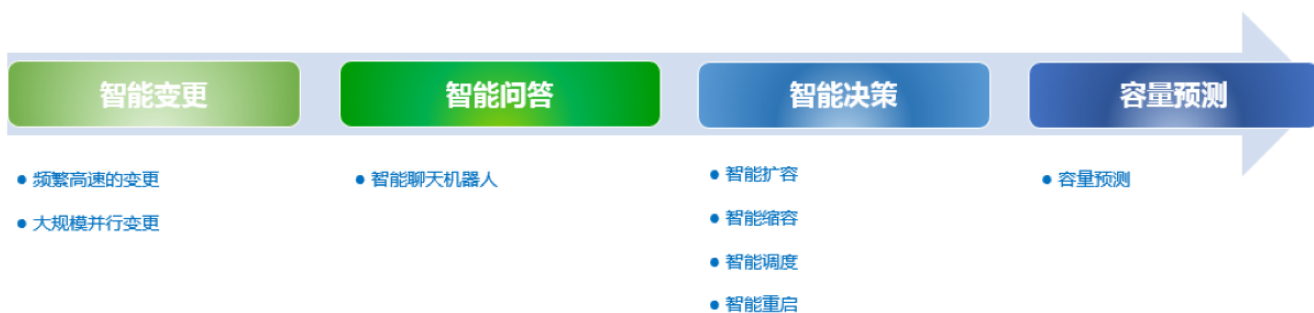 智能变更
智能问答
智能决策
容量预测
● 频繁高速的变更
● 大规模并行变更
● 智能聊天机器人
● 智能扩容
● 智能缩容
● 智能调度
● 智能重启
● 容量预测